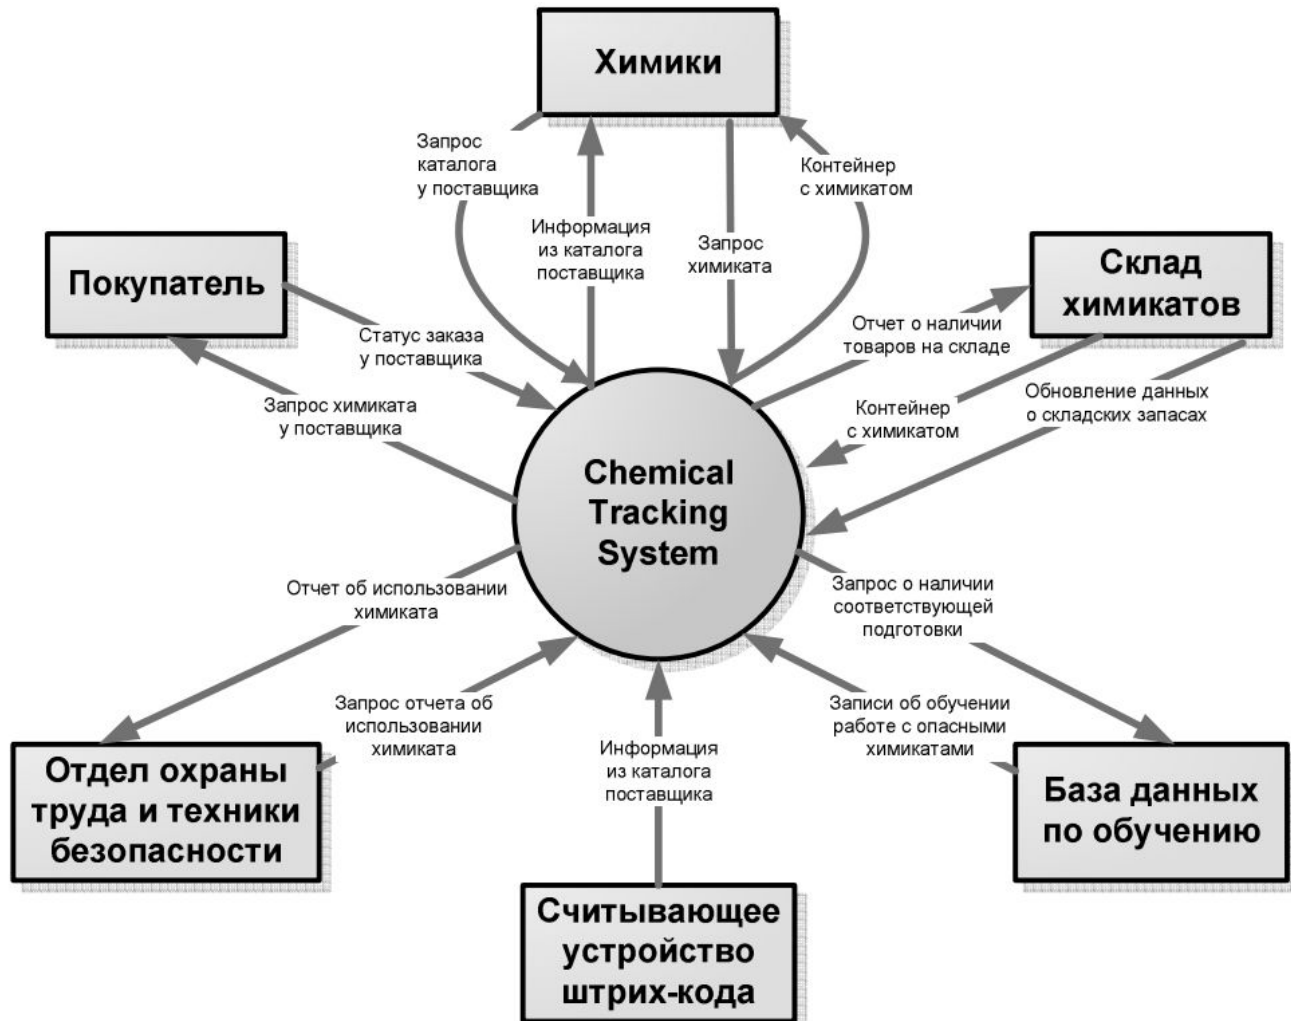 Химики
Запрос
каталога
у поставщика
Информация
из каталога
поставщика
Запрос
химиката
Контейнер
с химикатом
Покупатель
Статус заказа
у поставщика
Запрос химиката
у поставщика
Склад
химикатов
Отчет о наличии
товаров на складе
Контейнер
с химикатом
Обновление данных
о складских запасах
Chemical
Tracking
System
Отчет об использовании
химиката
Запрос отчета об
использовании
химиката
Отдел охраны
труда и техники
безопасности
Информация
из каталога
поставщика
Считывающее
устройство
штрих-кода
Запрос о наличии
соответствующей
подготовки
Записи об обучении
работе с опасными
химикатами
База данных
по обучению